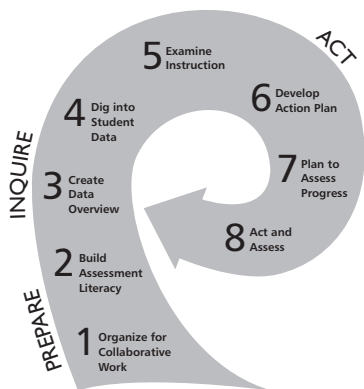 PREPARE
1 Organize for
Collaborative
Work
2 Build
Assessment
Literacy
INQUIRE
3 Create
Data
Overview
4 Dig into
Student
Data
5 Examine
Instruction
ACT
6 Develop
Action Plan
7 Plan to
Assess
Progress
8 Act and
Assess